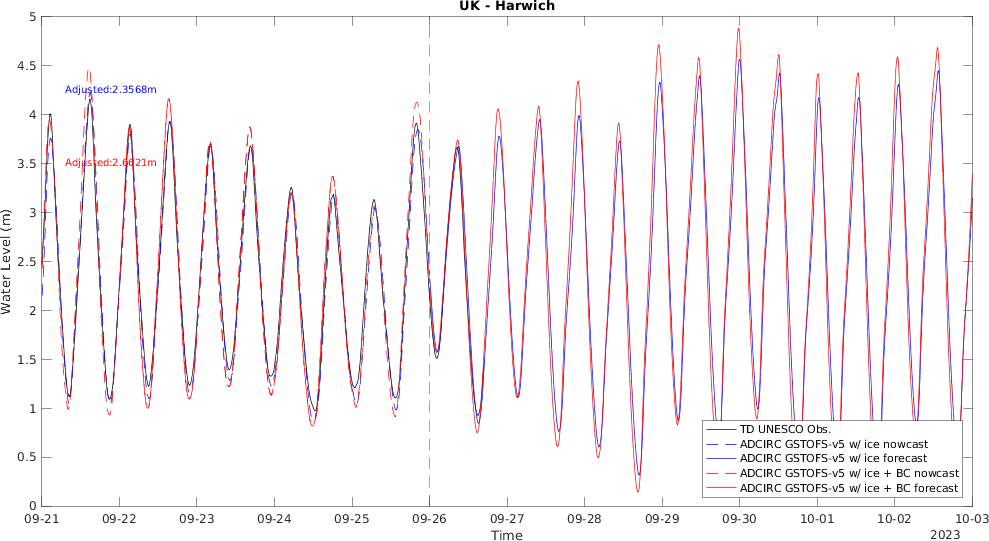 UK - Harwich
Water Level (m)
5
4.5
4
3.5
3
2.5
2
1.5
1
0.5
0
Adjusted:2.3568m
Adjusted:2.6621m
TD UNESCO Obs.
ADCIRC GSTOFS-v5 w/ ice nowcast
ADCIRC GSTOFS-v5 w/ ice forecast
ADCIRC GSTOFS-v5 w/ ice + BC nowcast
ADCIRC GSTOFS-v5 w/ ice + BC forecast
09-21 09-22 09-23 09-24 09-25 09-26 09-27 09-28 09-29 09-30 10-01 10-02 10-03
Time
2023